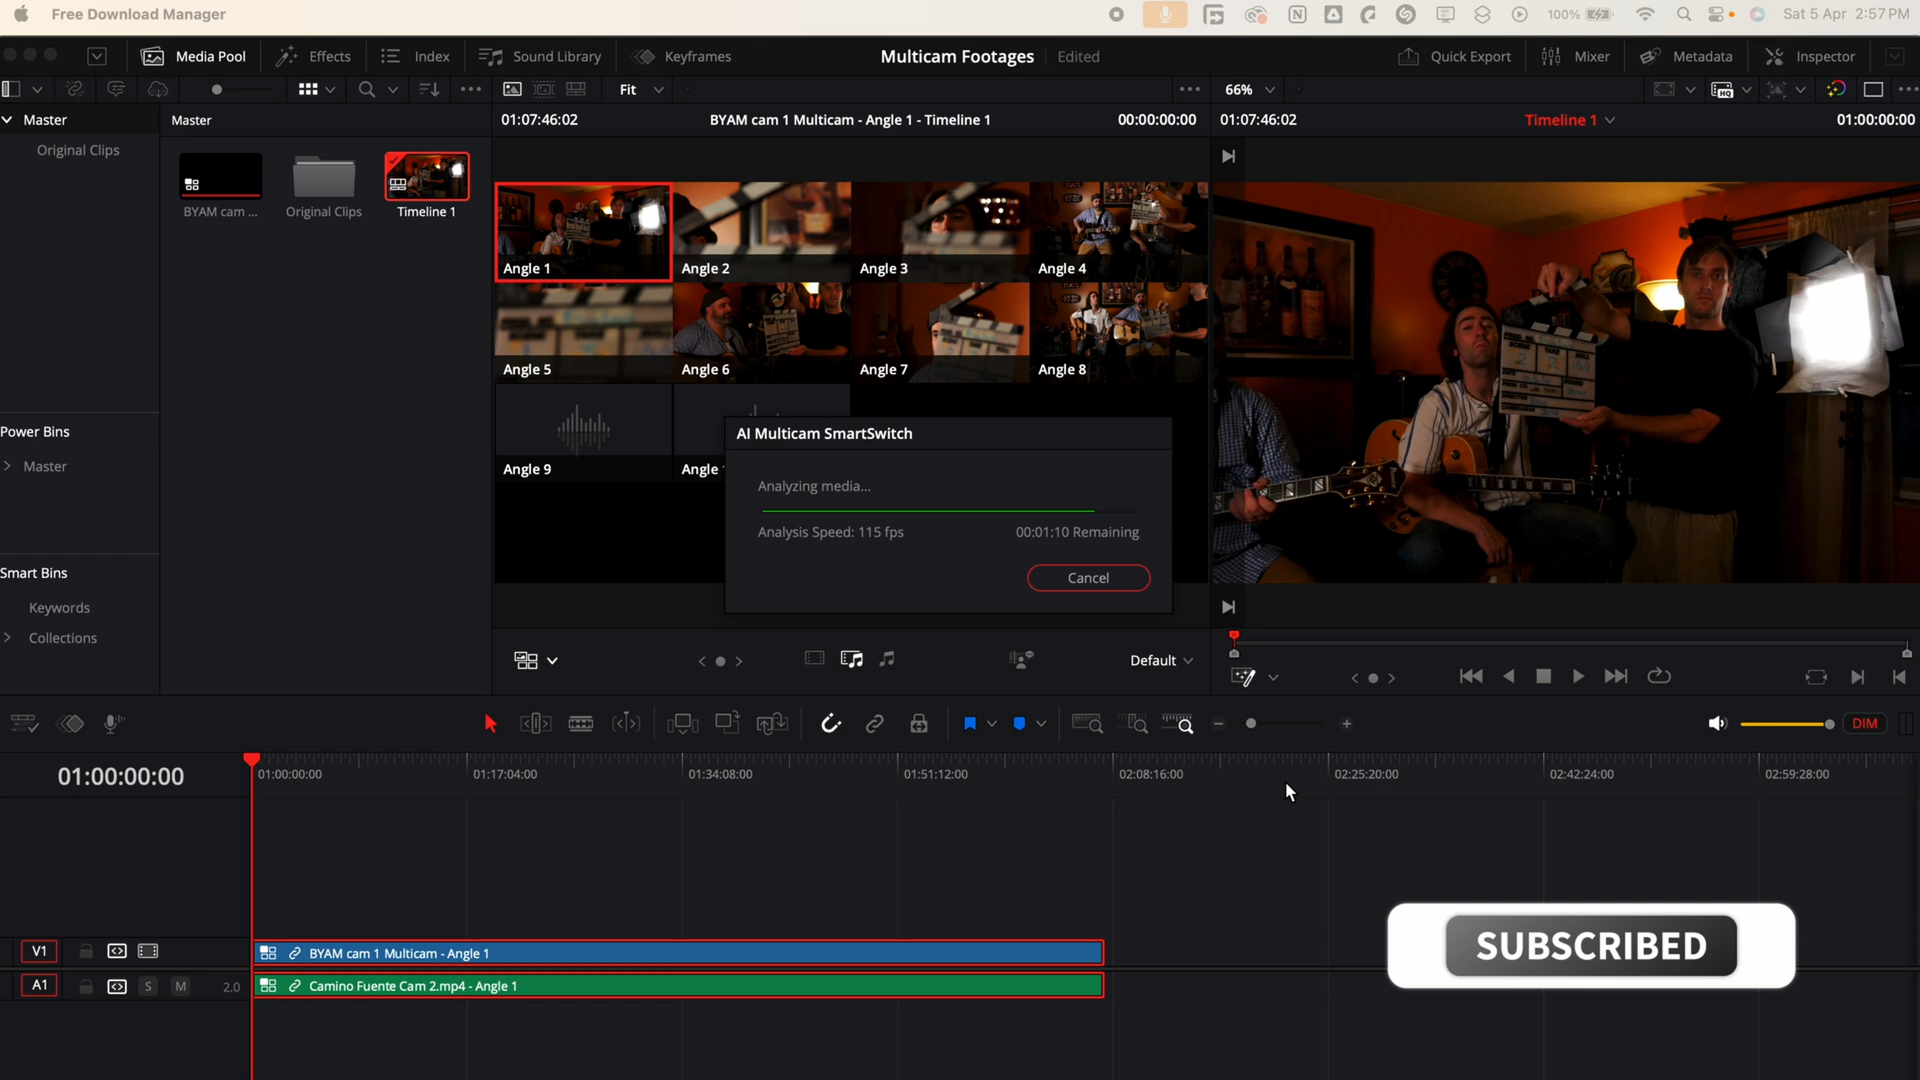 Free Download Manager
100%
Sat 5 Apr 2:57 PM
Media Pool
Effects
Index
Sound Library
Keyframes
Multicam Footages
Edited
Quick Export
Mixer
Metadata
Inspector
Fit
66%
HQ
Master
Original Clips
Master
BYAM cam ...
Original Clips
Timeline 1
01:07:46:02
BYAM cam 1 Multicam - Angle 1 - Timeline 1
00:00:00:00
01:07:46:02
Timeline 1
01:00:00:00
Angle 1
Angle 2
Angle 3
Angle 4
Angle 5
Angle 6
Angle 7
Angle 8
Angle 9
Angle
AI Multicam SmartSwitch
Analyzing media...
Analysis Speed: 115 fps
00:01:10 Remaining
Cancel
Power Bins
Master
Smart Bins
Keywords
Collections
Default
DIM
01:00:00:00
01:00:00:00
01:17:04:00
01:34:08:00
01:51:12:00
02:08:16:00
02:25:20:00
02:42:24:00
02:59:28:00
V1
BYAM cam 1 Multicam - Angle 1
A1
S
M
2.0
Camino Fuente Cam 2.mp4 - Angle 1
SUBSCRIBED